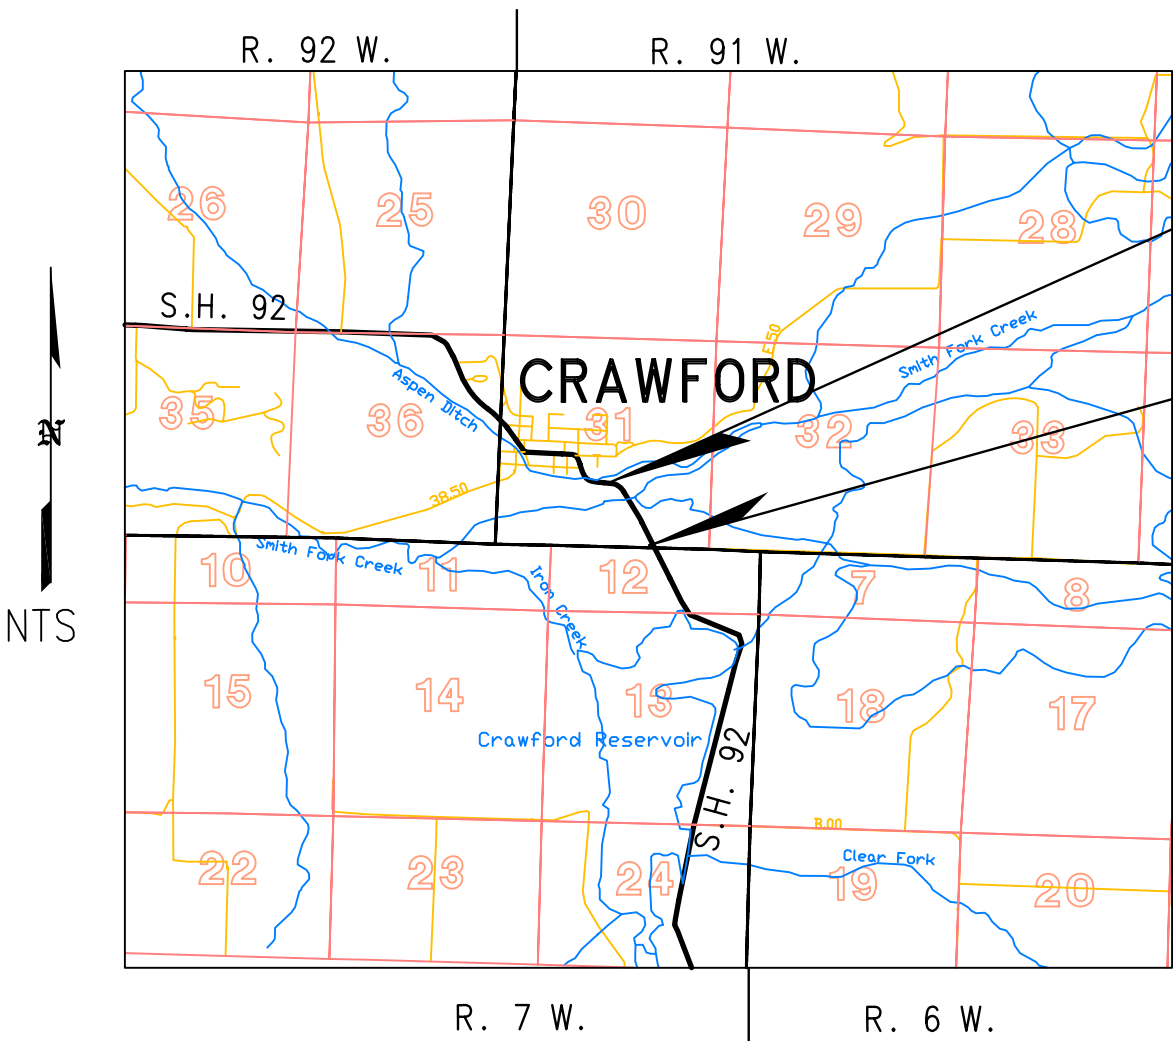 R. 92 W.
R. 91 W.
26
25
30
29
28
S.H. 92
E.50
Smith Fork Creek
CRAWFORD
Aspen Ditch
35
36
31
32
33
N
38.50
Smith Fork Creek
10
11
Iron Creek
12
7
8
NTS
15
14
13
18
17
Crawford Reservoir
S.H. 92
B.00
Clear Fork
22
23
24
19
20
R. 7 W.
R. 6 W.